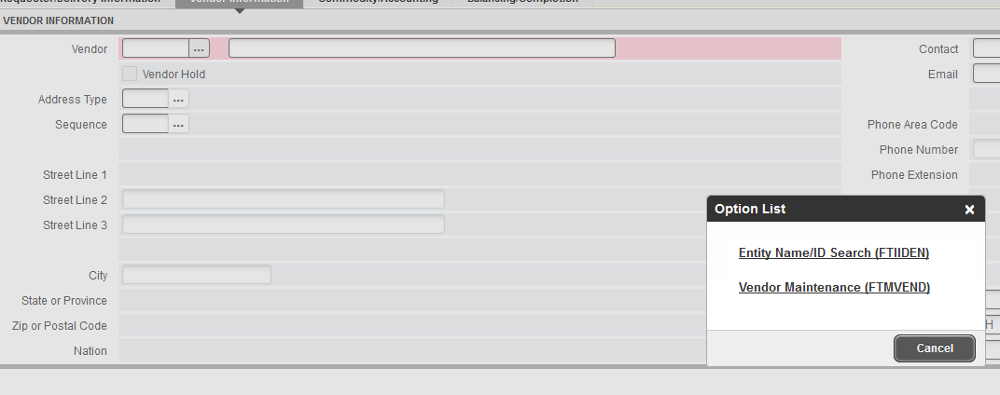 Requestor/Delivery Information Vendor Information Commodity/Accounting Balancing/Completion
VENDOR INFORMATION
Vendor ... Contact
Vendor Hold Email
Address Type ...
Sequence ... Phone Area Code
Phone Number
Street Line 1 Phone Extension
Street Line 2
Option List ×
Street Line 3
Entity Name/ID Search (FTIIDEN)
City
Vendor Maintenance (FTMVEND)
State or Province
Zip or Postal Code H
Nation Cancel